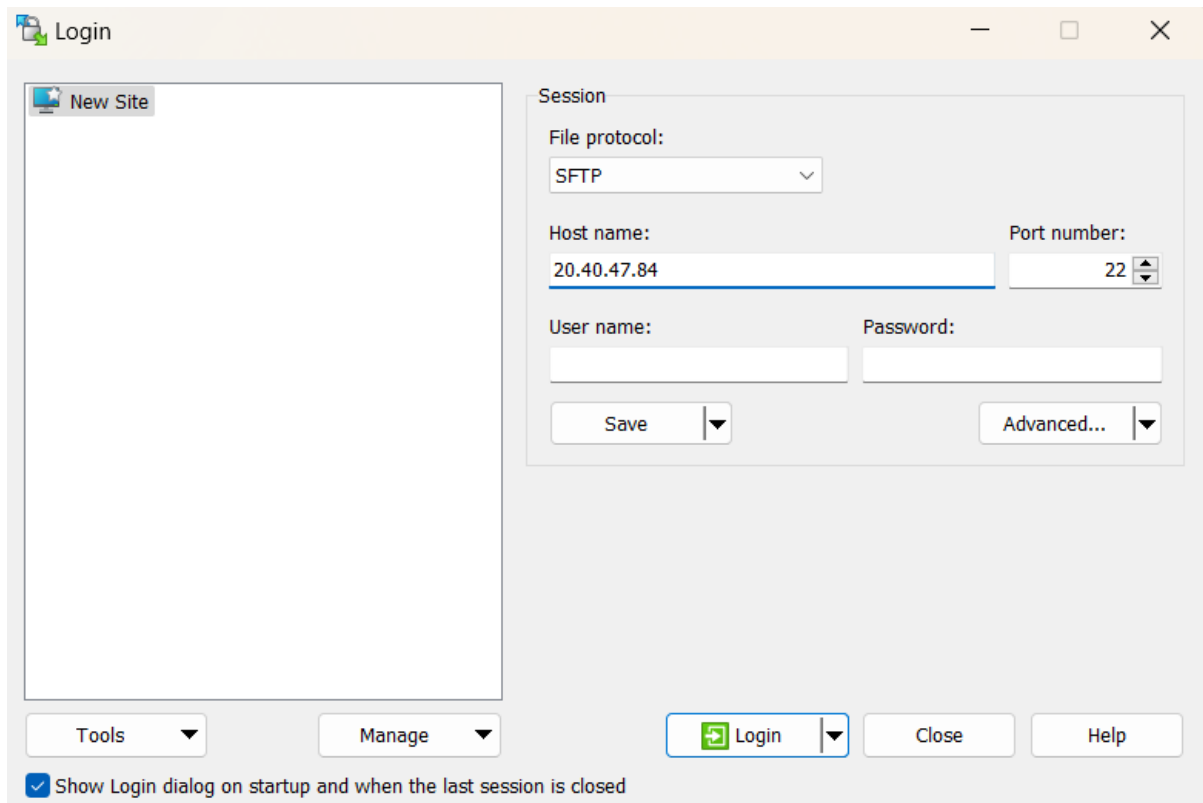 Login
New Site
Session
File protocol:
SFTP
Host name:
Port number:
20.40.47.84
22
User name:
Password:
Save
Advanced...
Tools
Manage
Login
Close
Help
Show Login dialog on startup and when the last session is closed